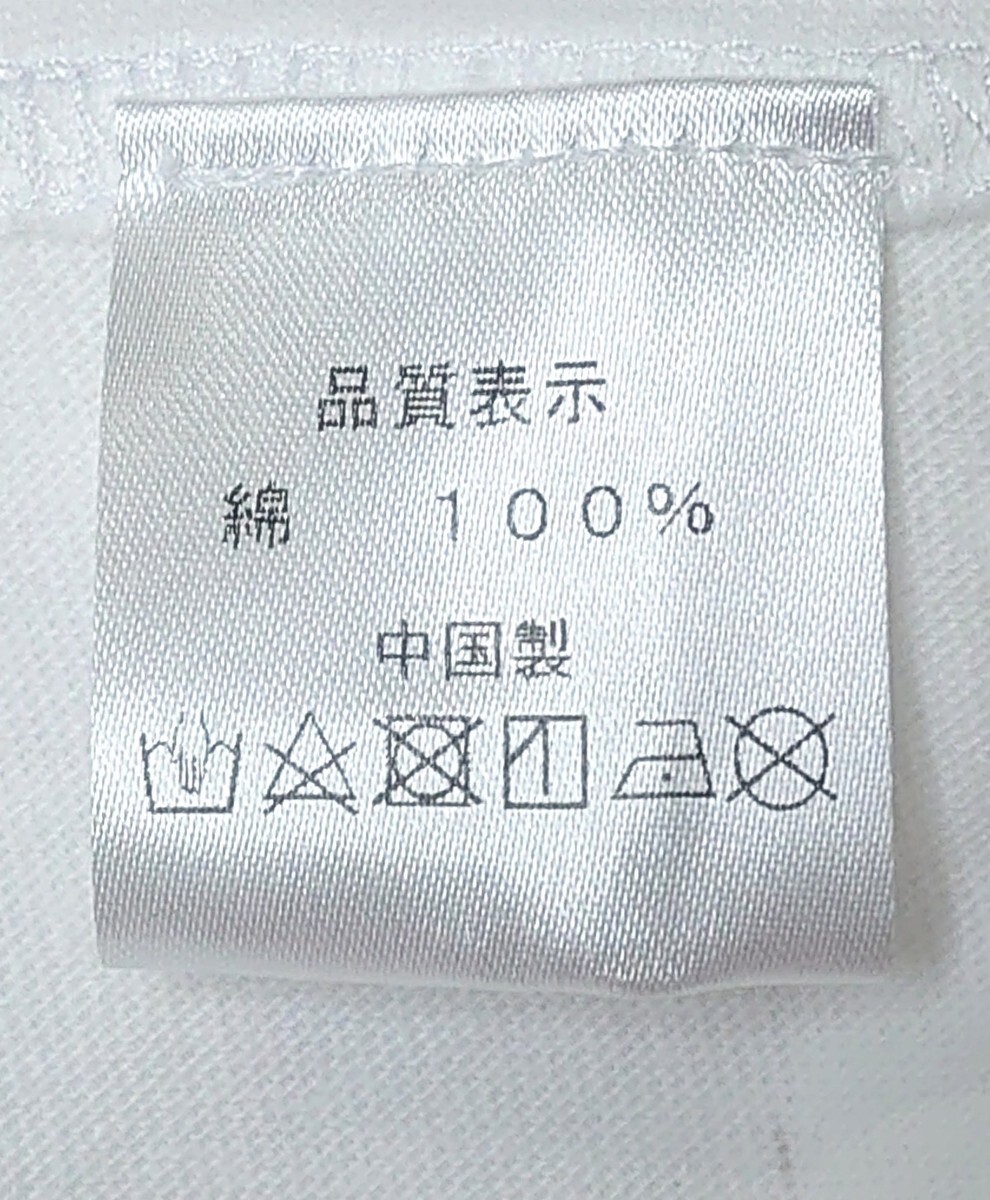 品質表示
綿　１００％
中国製